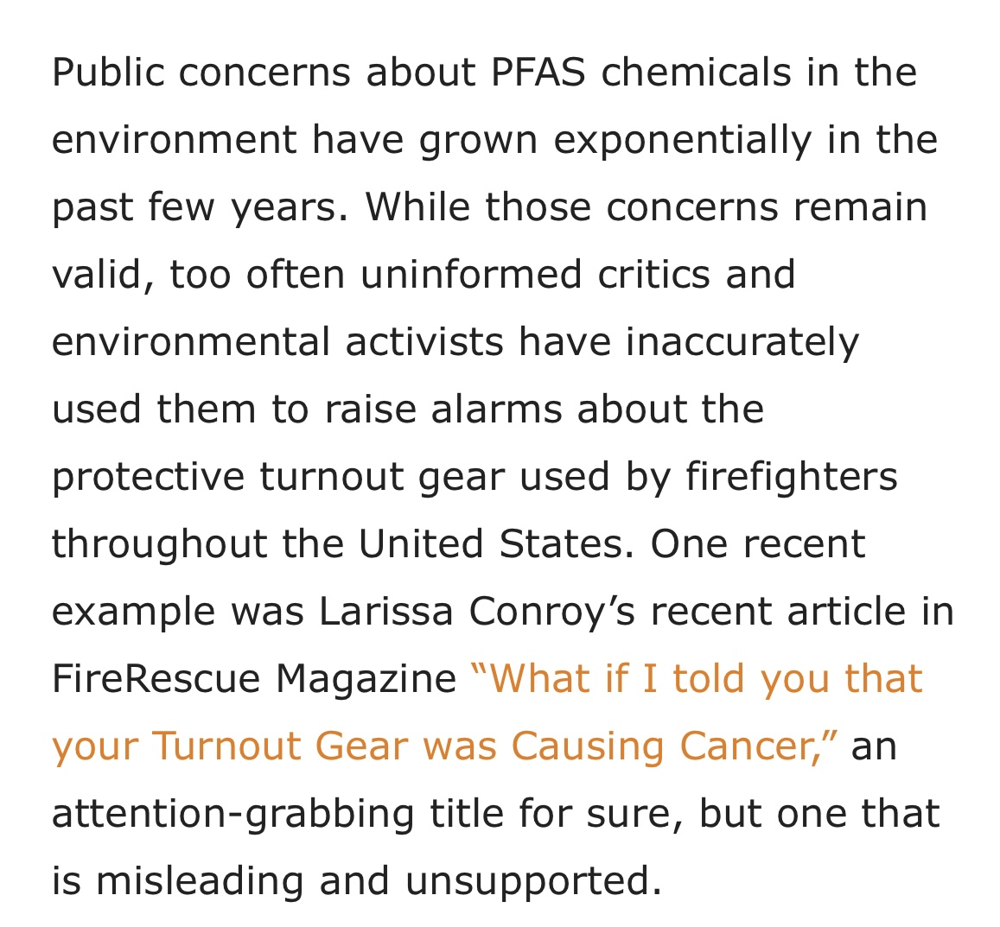 Public concerns about PFAS chemicals in the
environment have grown exponentially in the
past few years. While those concerns remain
valid, too often uninformed critics and
environmental activists have inaccurately
used them to raise alarms about the
protective turnout gear used by firefighters
throughout the United States. One recent
example was Larissa Conroy’s recent article in
FireRescue Magazine “What if I told you that
your Turnout Gear was Causing Cancer,” an
attention-grabbing title for sure, but one that
is misleading and unsupported.